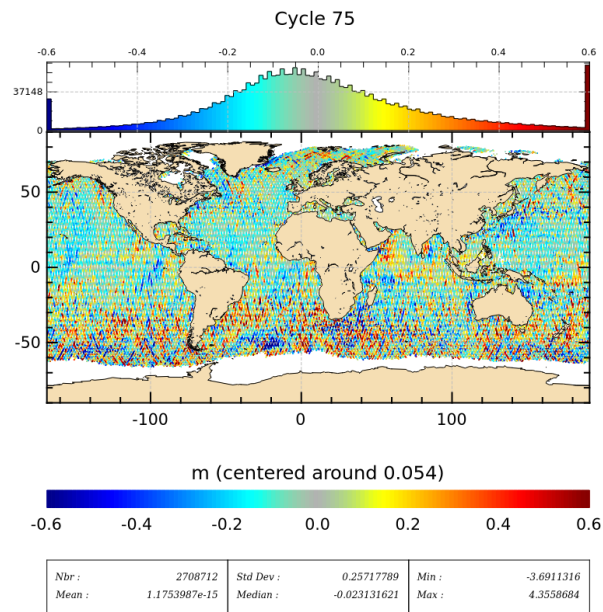 Cycle 75
-0.6 -0.4 -0.2 0.0 0.2 0.4 0.6
37148
0
50
0
-50
-100 0 100
m (centered around 0.054)
-0.6 -0.4 -0.2 0.0 0.2 0.4 0.6
Nbr : 2708712 Std Dev : 0.25717789 Min : -3.6911316
Mean : 1.1753987e-15 Median : -0.023131621 Max : 4.3558684